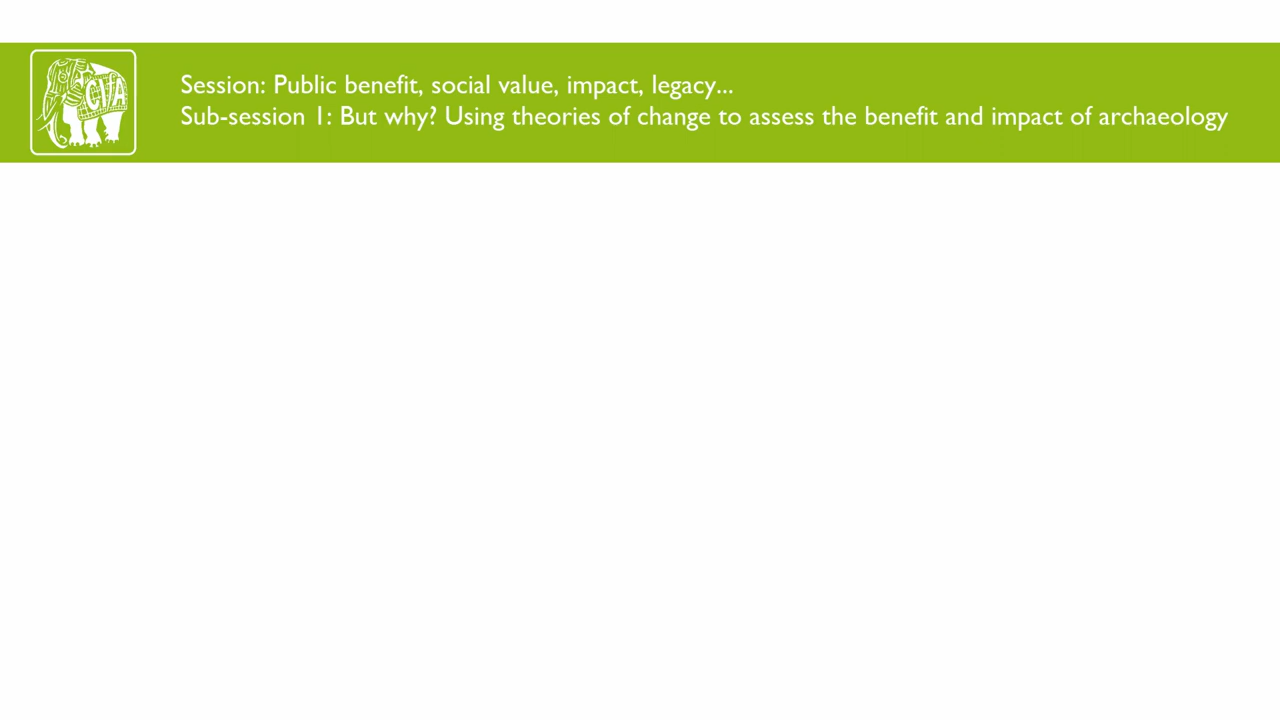 CVA
Session: Public benefit, social value, impact, legacy...
Sub-session 1: But why? Using theories of change to assess the benefit and impact of archaeology